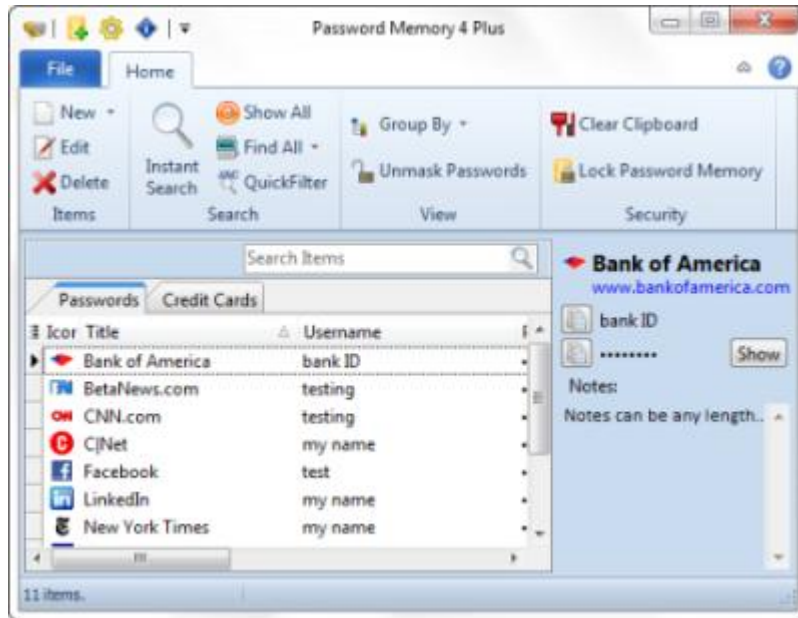 Password Memory 4 Plus
File Home
New Show All Group By Clear Clipboard
Edit Instant Search Find All Unmask Passwords Lock Password Memory
Delete QuickFilter
Items Search View Security
Search Items
Bank of America
www.bankofamerica.com
Passwords Credit Cards
bank ID
Icor Title Username
Bank of America bank ID
•••••••• Show
BetaNews.com testing
Notes:
CNN.com testing
Notes can be any length..
C|Net my name
Facebook test
LinkedIn my name
New York Times my name
11 items.